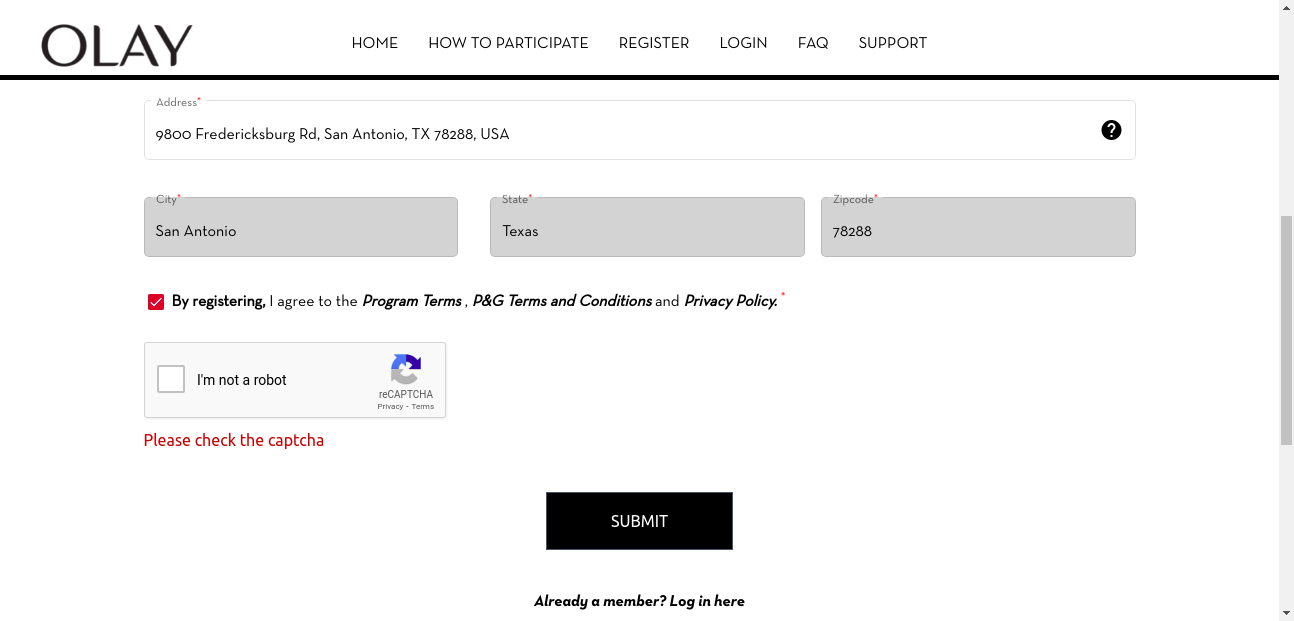 OLAY
HOME HOW TO PARTICIPATE REGISTER LOGIN FAQ SUPPORT
Address*
9800 Fredericksburg Rd, San Antonio, TX 78288, USA
?
City* State* Zipcode*
San Antonio Texas 78288
By registering, I agree to the Program Terms , P&G Terms and Conditions and Privacy Policy. *
I'm not a robot
reCAPTCHA
Privacy - Terms
Please check the captcha
SUBMIT
Already a member? Log in here